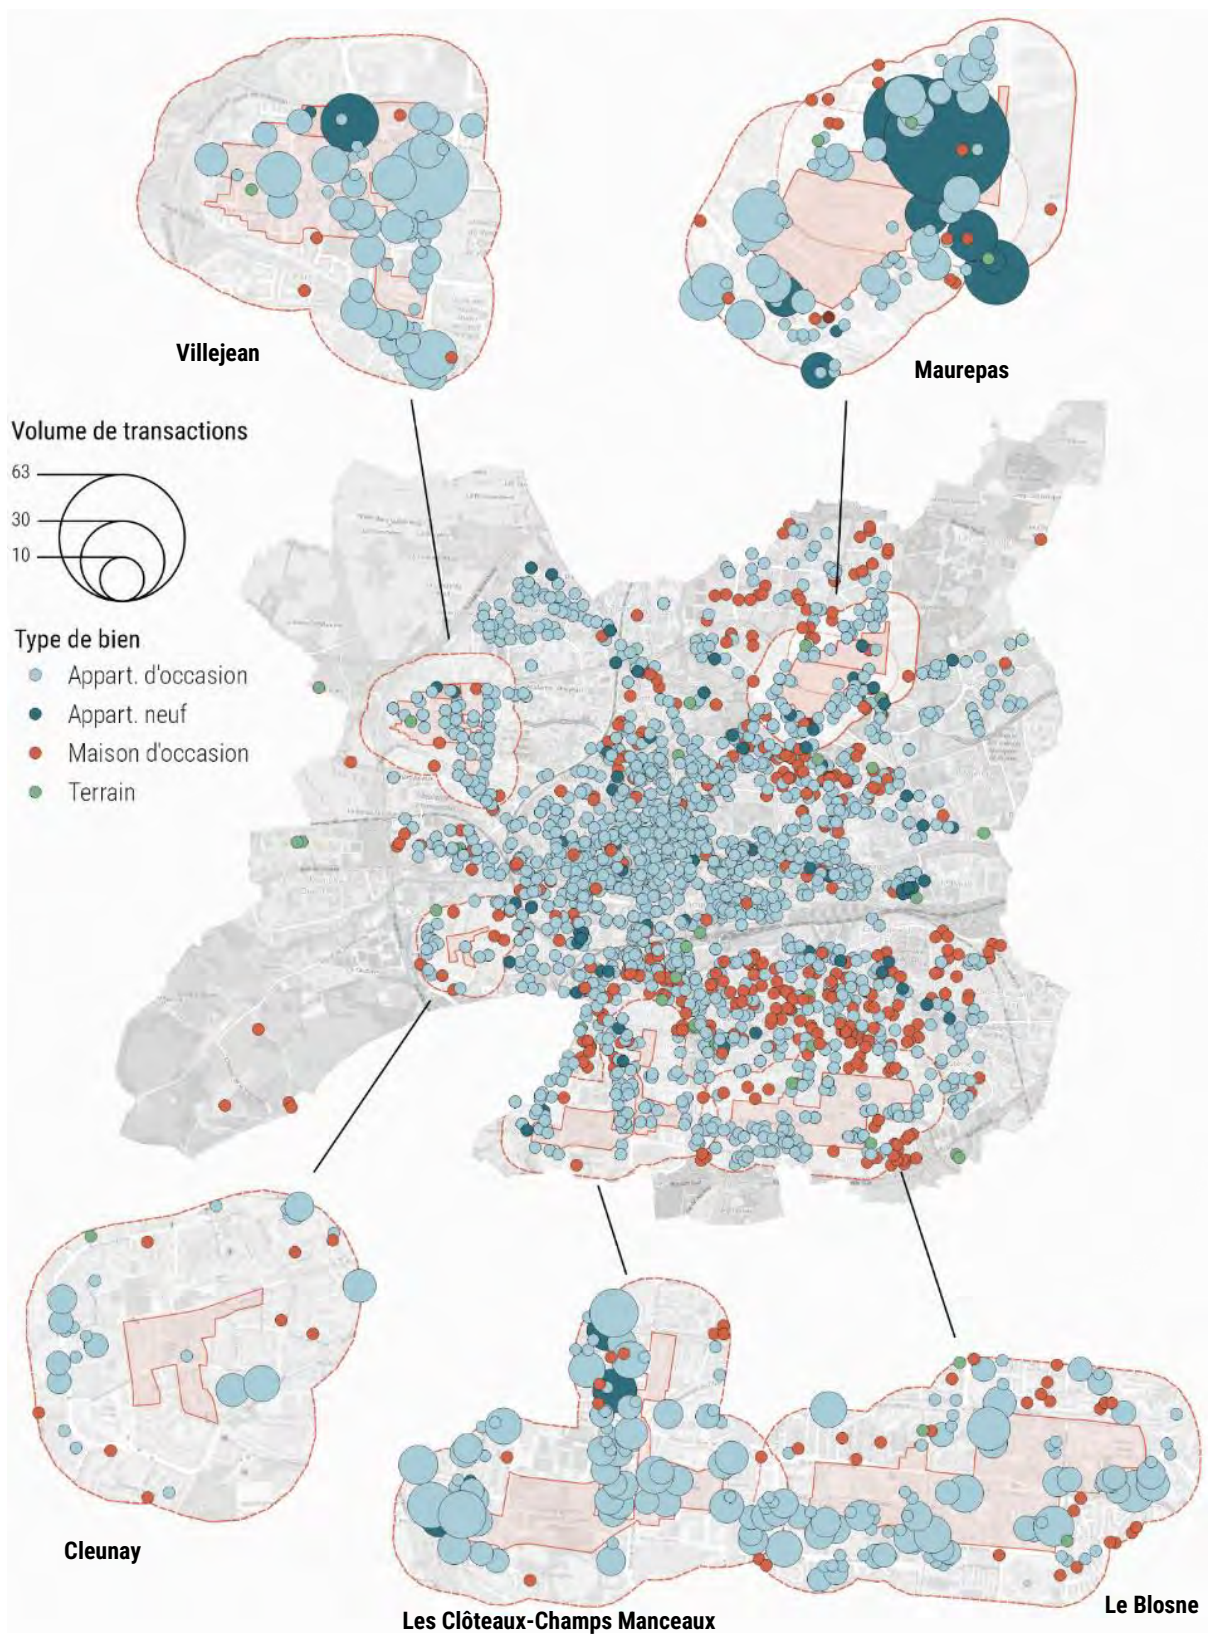 Villejean
Maurepas
Volume de transactions
63
30
10
Type de bien
Appart. d'occasion
Appart. neuf
Maison d'occasion
Terrain
Cleunay
Les Clôteaux-Champs Manceaux
Le Blosne